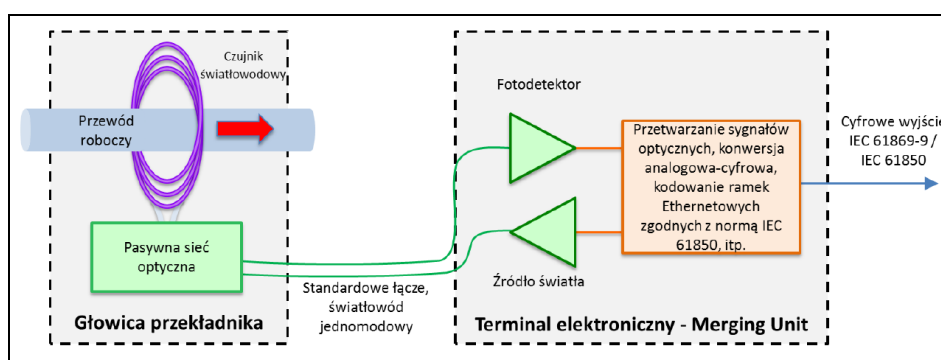 Czujnik
światłowodowy
Przewód
roboczy
Pasywna sieć
optyczna
Głowica przekładnika
Standardowe łącze,
światłowód
jednomodowy
Fotodetektor
Źródło światła
Przetwarzanie sygnałów
optycznych, konwersja
analogowa-cyfrowa,
kodowanie ramek
Ethernetowych
zgodnych z normą IEC
61850, itp.
Terminal elektroniczny - Merging Unit
Cyfrowe wyjście
IEC 61869-9 /
IEC 61850